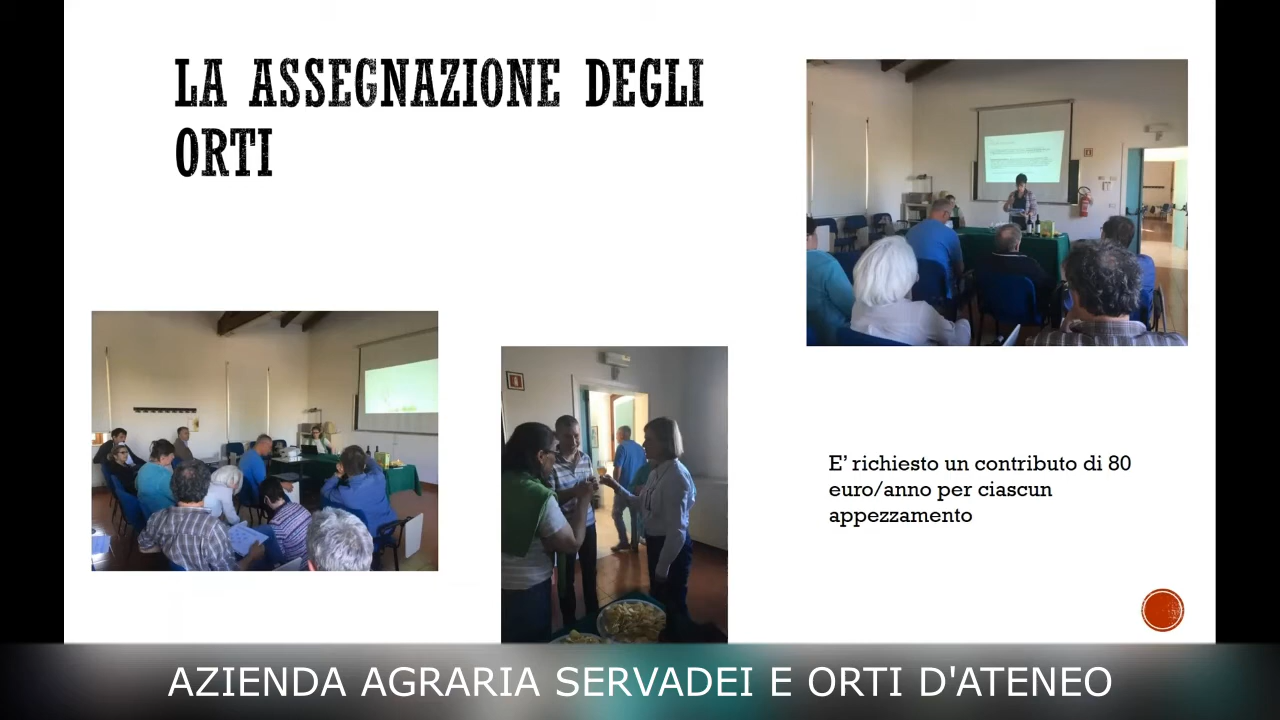 LA ASSEGNAZIONE DEGLI
ORTI
E' richiesto un contributo di 80
euro/anno per ciascun
appezzamento
AZIENDA AGRARIA SERVADEI E ORTI D'ATENEO